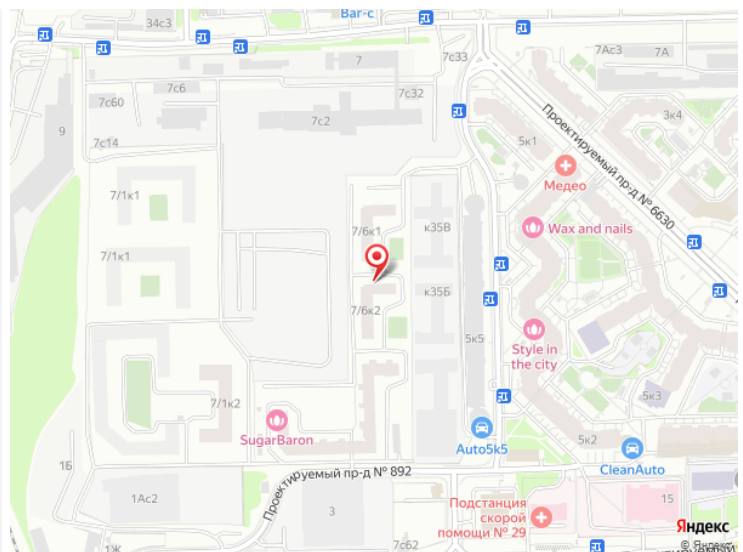 34с3
Bar-c
7с33
7Ас3
7А
7
7с6
7с60
7с32
9
7с2
3к4
7с14
5к1
Проектируемый пр-д № 6630
Медео
7/1к1
7/6к1
к35В
Wax and nails
7/1к1
к35Б
7/6к2
5к5
Style in
the city
5к3
7/1к2
SugarBaron
Auto5k5
5к2
CleanAuto
1Б
Проектируемый пр-д № 892
1Ас2
3
Подстанция
скорой
помощи № 29
15
Яндекс
1Ж
7с62
© Яндекс